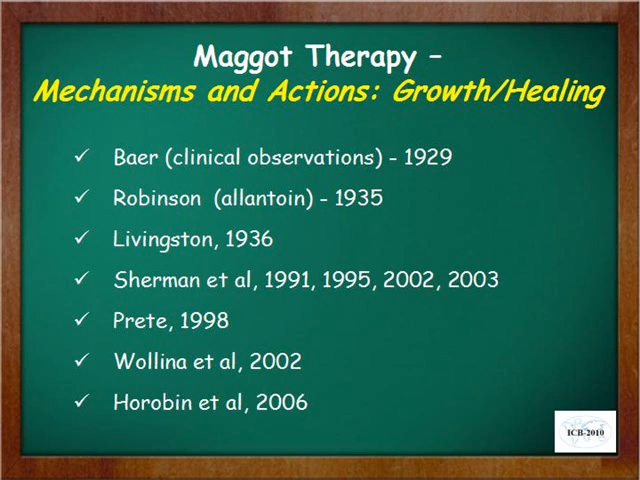 Maggot Therapy –
Mechanisms and Actions: Growth/Healing
✓ Baer (clinical observations) - 1929
✓ Robinson (allantoin) - 1935
✓ Livingston, 1936
✓ Sherman et al, 1991, 1995, 2002, 2003
✓ Prete, 1998
✓ Wollina et al, 2002
✓ Horobin et al, 2006
ICB-2010